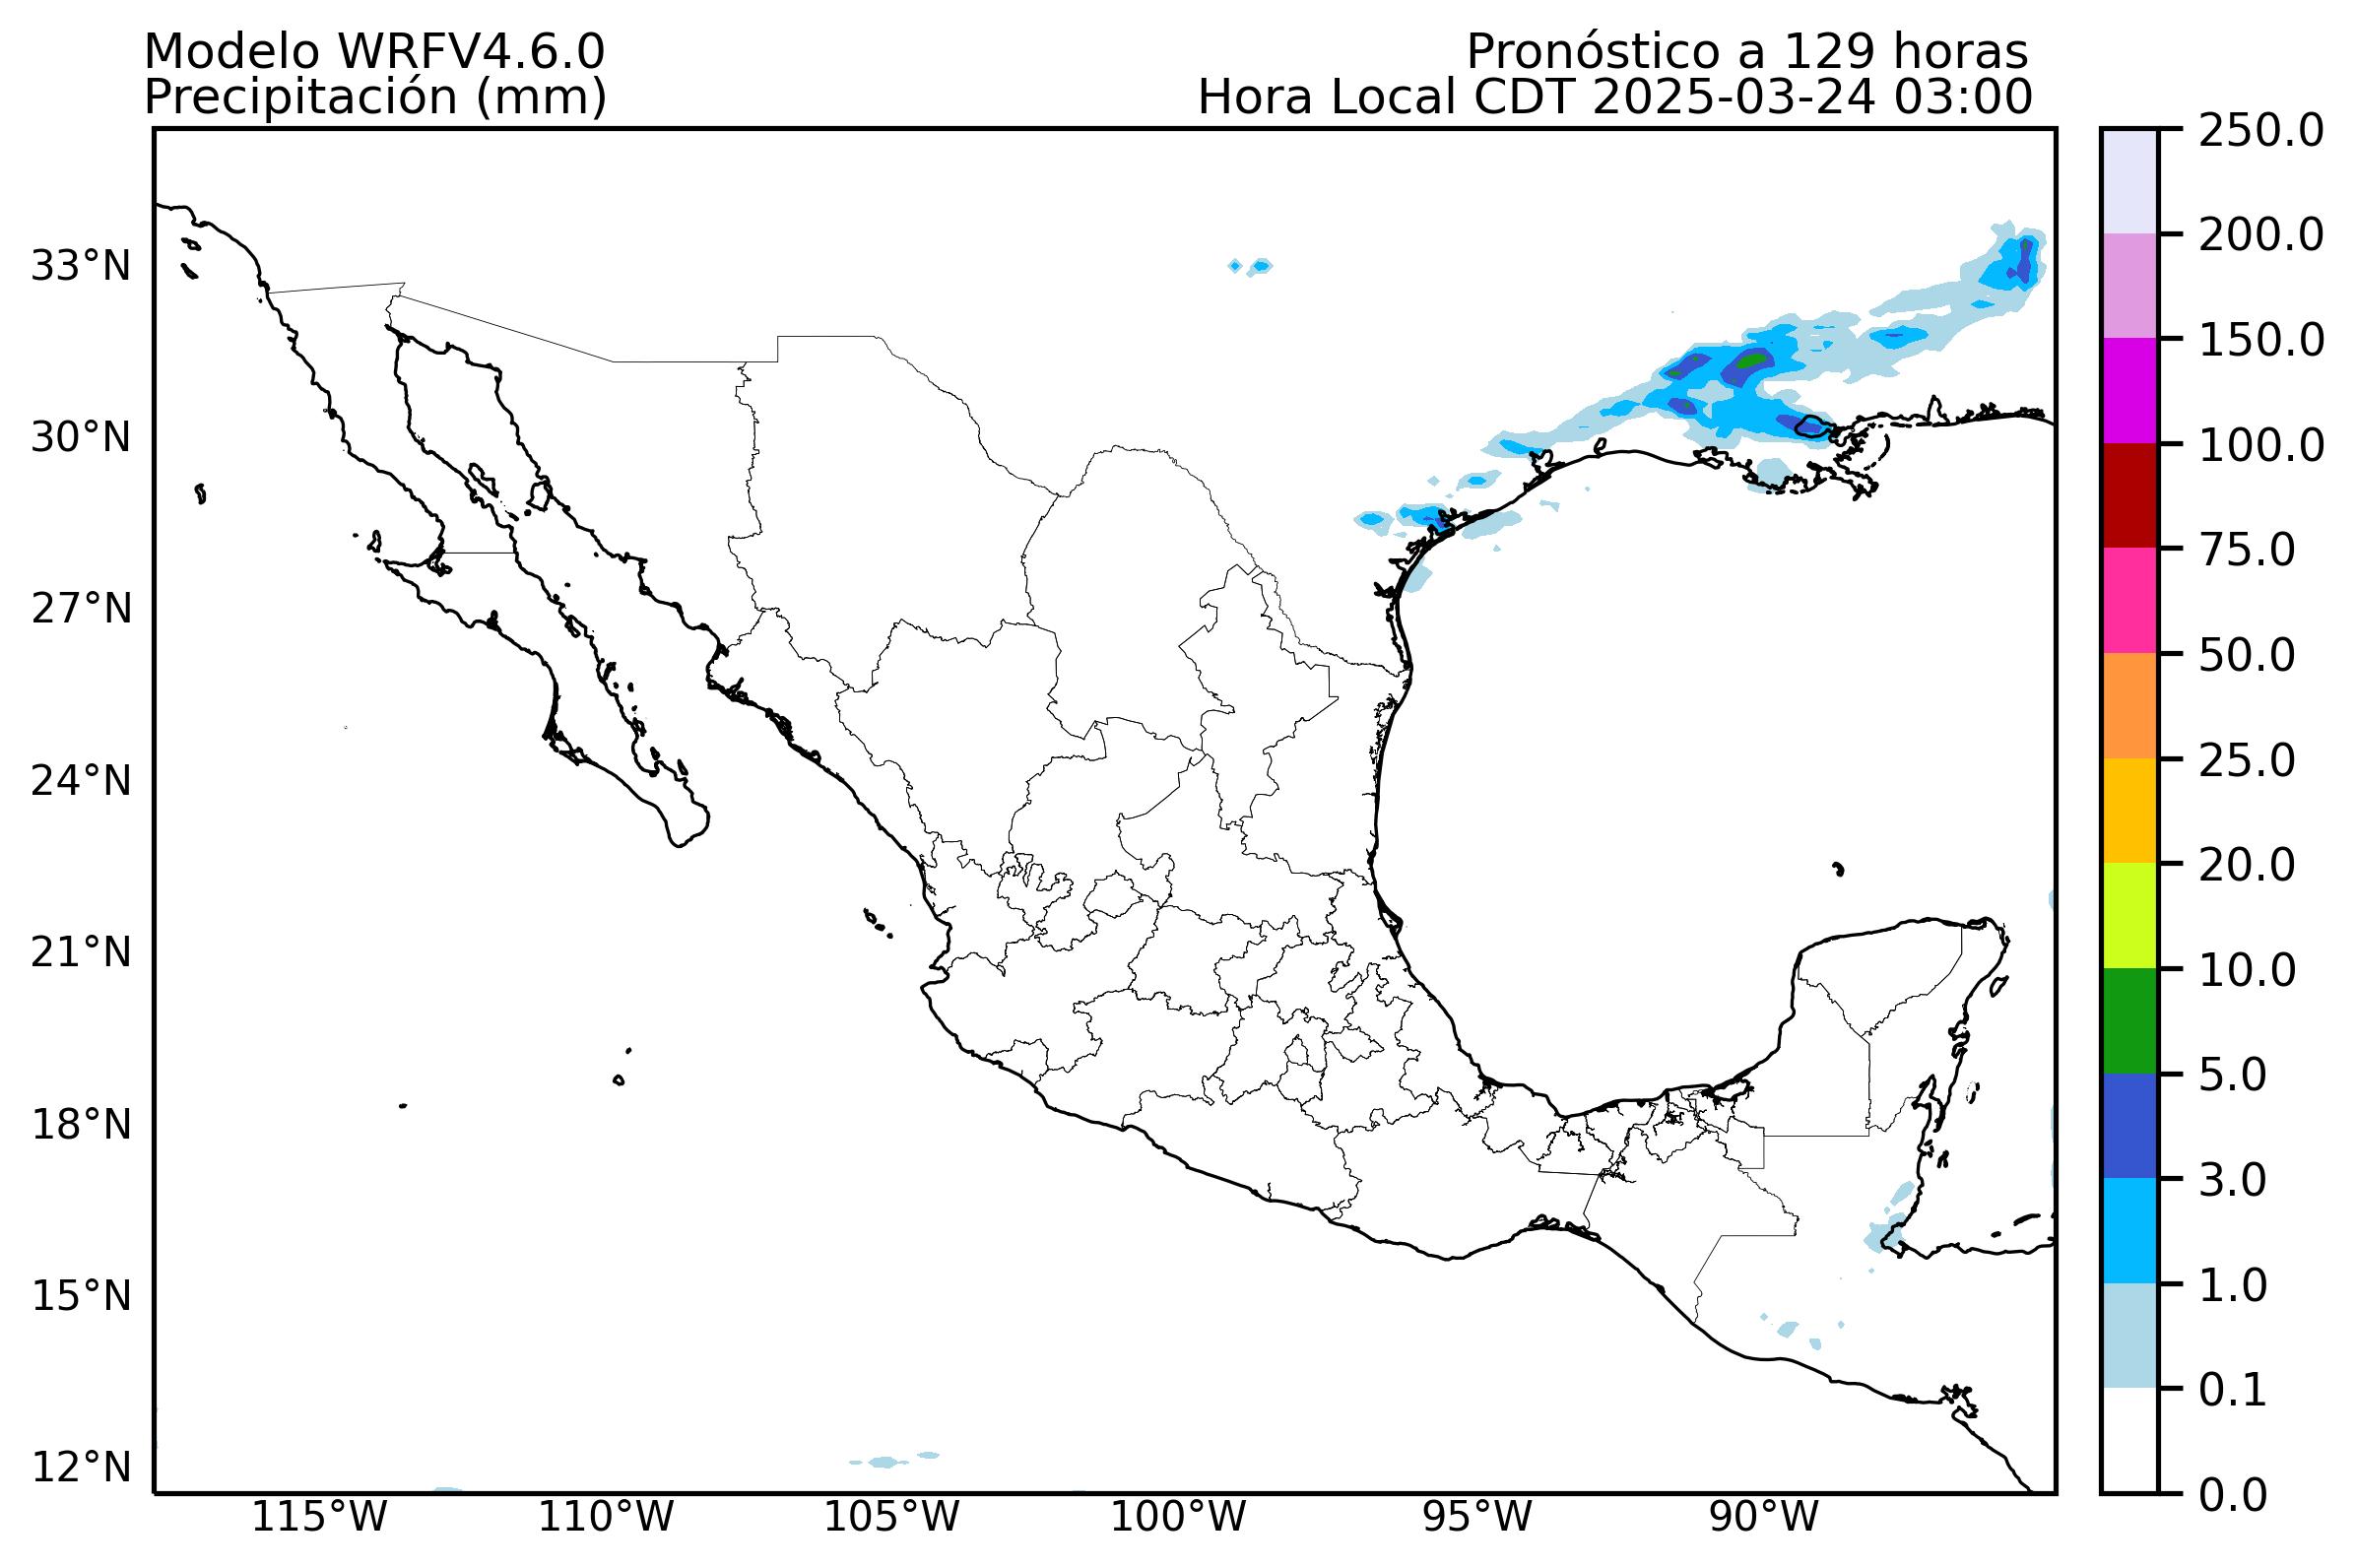 Modelo WRFV4.6.0
Precipitación (mm)
Pronóstico a 129 horas
Hora Local CDT 2025-03-24 03:00
33°N
30°N
27°N
24°N
21°N
18°N
15°N
12°N
115°W
110°W
105°W
100°W
95°W
90°W
250.0
200.0
150.0
100.0
75.0
50.0
25.0
20.0
10.0
5.0
3.0
1.0
0.1
0.0